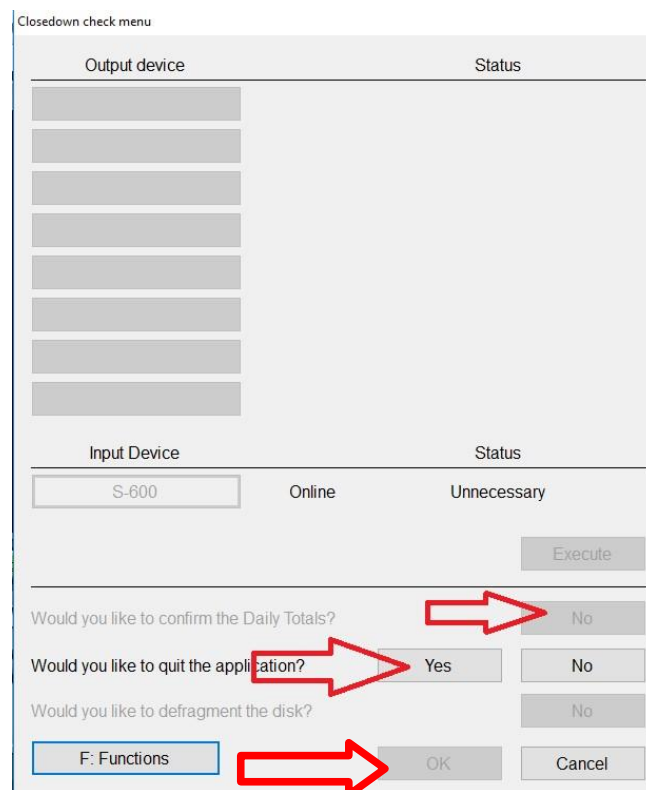 Closedown check menu
Output device Status
Input Device Status
S-600 Online Unnecessary
Execute
Would you like to confirm the Daily Totals? No
Would you like to quit the application? Yes No
Would you like to defragment the disk? No
F: Functions OK Cancel